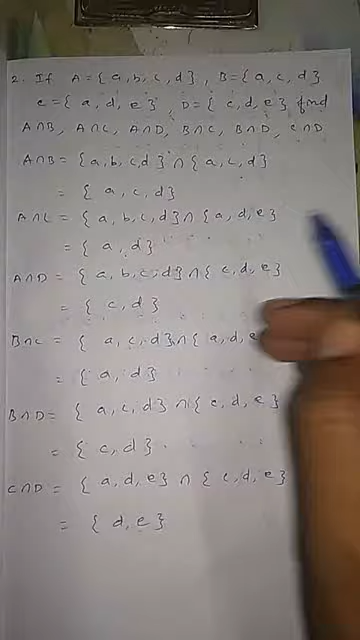 2. If A = { a, b, c, d }, B = { a, c, d }
c = { a, d, e }, D = { c, d, e } find
A∩B, A∩C, A∩D, B∩C, B∩D, C∩D
A∩B = { a, b, c, d } ∩ { a, c, d }
= { a, c, d }
A∩C = { a, b, c, d } ∩ { a, d, e }
= { a, d }
A∩D = { a, b, c, d } ∩ { c, d, e }
= { c, d }
B∩C = { a, c, d } ∩ { a, d, e
= { a, d }
B∩D = { a, c, d } ∩ { c, d, e }
= { c, d }
C∩D = { a, d, e } ∩ { c, d, e }
= { d, e }